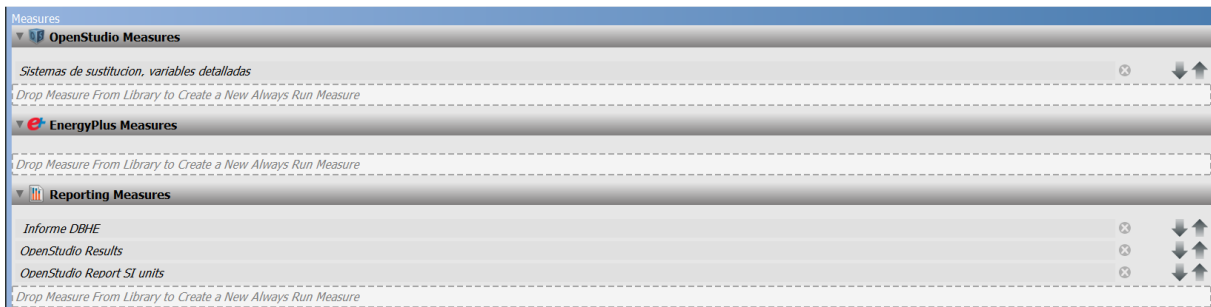 Measures
OpenStudio Measures
Sistemas de sustitucion, variables detalladas
Drop Measure From Library to Create a New Always Run Measure
EnergyPlus Measures
Drop Measure From Library to Create a New Always Run Measure
Reporting Measures
Informe DBHE
OpenStudio Results
OpenStudio Report SI units
Drop Measure From Library to Create a New Always Run Measure